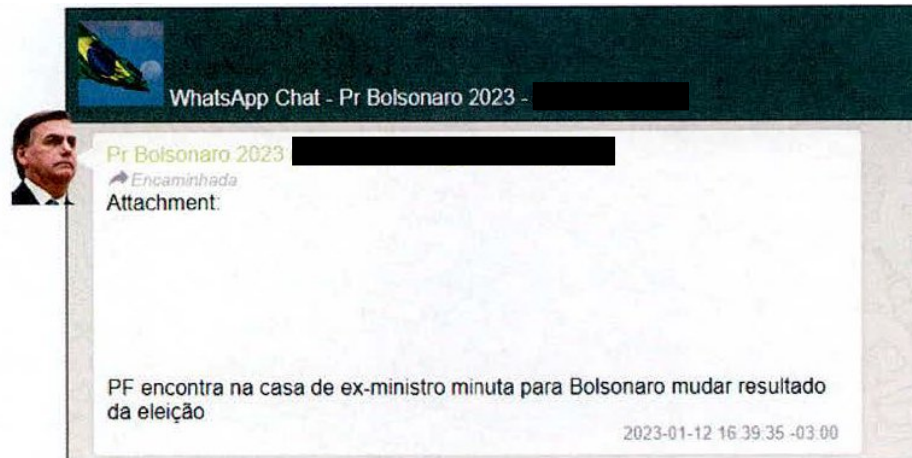 WhatsApp Chat - Pr Bolsonaro 2023 -
Pr Bolsonaro 2023
Encaminhada
Attachment:
PF encontra na casa de ex-ministro minuta para Bolsonaro mudar resultado
da eleição
2023-01-12 16:39:35 -03:00